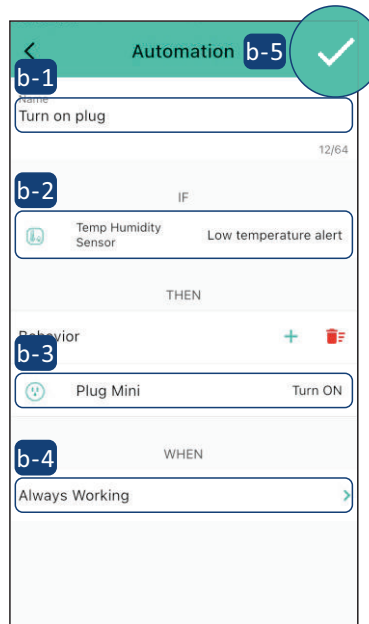 Automation
b-5
b-1
Name
Turn on plug
12/64
b-2
IF
Temp Humidity
Sensor
Low temperature alert
THEN
Behavior
b-3
Plug Mini
Turn ON
b-4
WHEN
Always Working